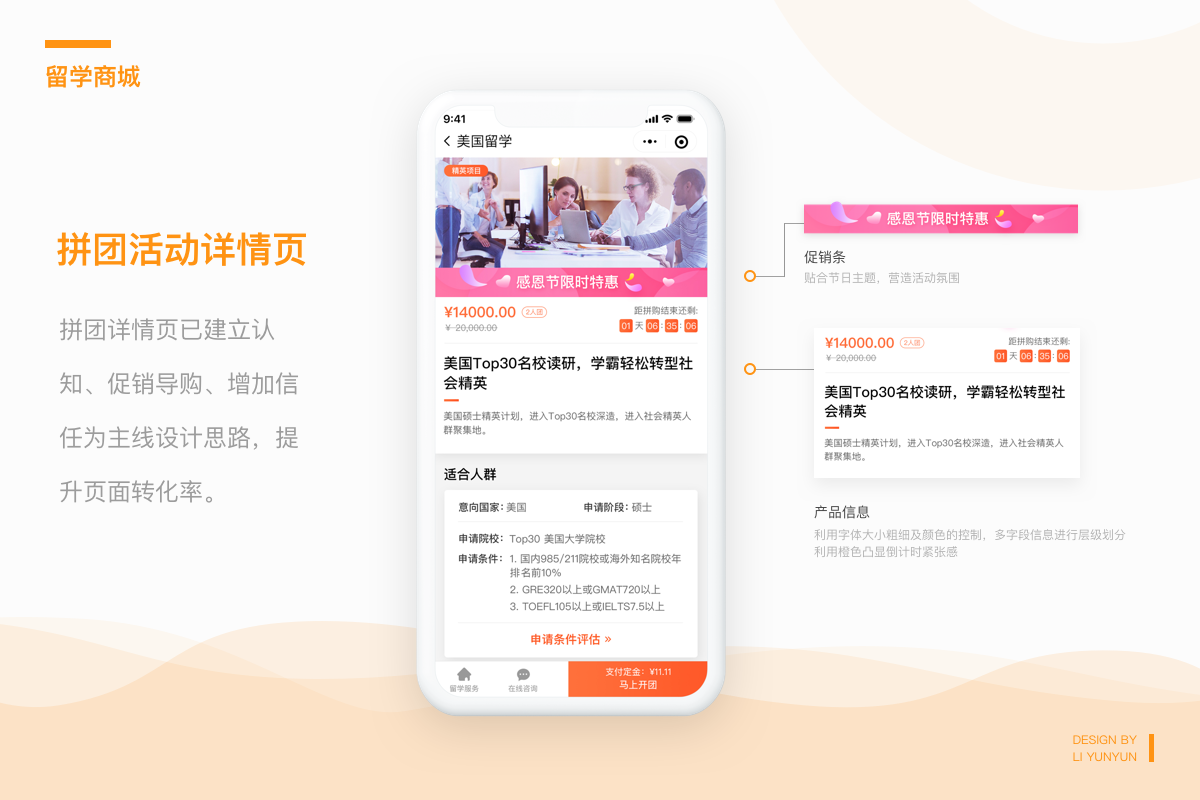 留学商城
拼团活动详情页
拼团详情页已建立认
知、促销导购、增加信
任为主线设计思路，提
升页面转化率。
9:41
美国留学
精英项目
感恩节限时特惠
¥14000.00 2人团
¥ 20,000.00
距拼购结束还剩:
01 天 06 : 35 : 06
美国Top30名校读研，学霸轻松转型社
会精英
美国硕士精英计划，进入Top30名校深造，进入社会精英人
群聚集地。
适合人群
意向国家: 美国
申请阶段: 硕士
申请院校: Top30 美国大学院校
申请条件: 1. 国内985/211院校或海外知名院校年
排名前10%
2. GRE320以上或GMAT720以上
3. TOEFL105以上或IELTS7.5以上
申请条件评估 »
留学服务
在线咨询
支付定金: ¥11.11
马上开团
感恩节限时特惠
促销条
贴合节日主题，营造活动氛围
¥14000.00 2人团
¥ 20,000.00
距拼购结束还剩:
01 天 06 : 35 : 06
美国Top30名校读研，学霸轻松转型社
会精英
美国硕士精英计划，进入Top30名校深造，进入社会精英人
群聚集地。
产品信息
利用字体大小粗细及颜色的控制，多字段信息进行层级划分
利用橙色凸显倒计时紧张感
DESIGN BY
LI YUNYUN